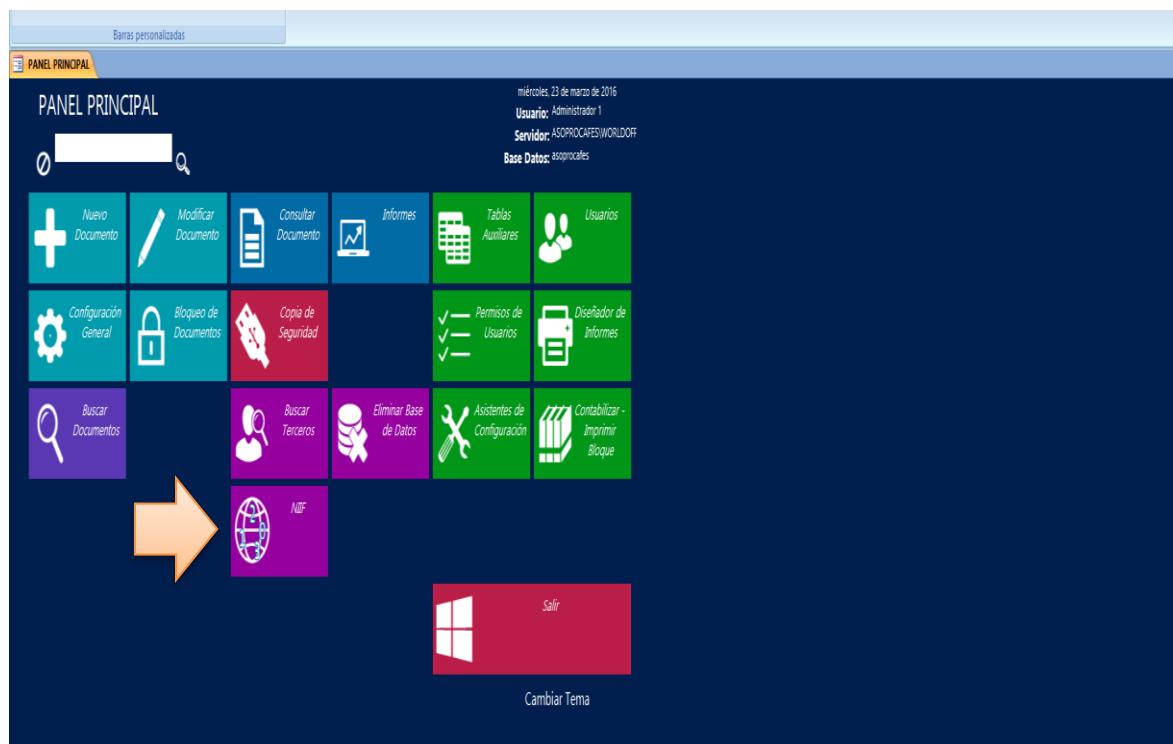 Barras personalizadas
PANEL PRINCIPAL
PANEL PRINCIPAL
miércoles, 23 de marzo de 2016
Usuario: Administrador 1
Servidor: ASOPROCAFES\WORLDOFF
Base Datos: asoprocafes
Nuevo
Documento
Modificar
Documento
Consultar
Documento
Informes
Tablas
Auxiliares
Usuarios
Configuración
General
Bloqueo de
Documentos
Copia de
Seguridad
Permisos de
Usuarios
Diseñador de
Informes
Buscar
Documentos
Buscar
Terceros
Eliminar Base
de Datos
Asistentes de
Configuración
Contabilizar -
Imprimir
Bloque
NIIF
Salir
Cambiar Tema